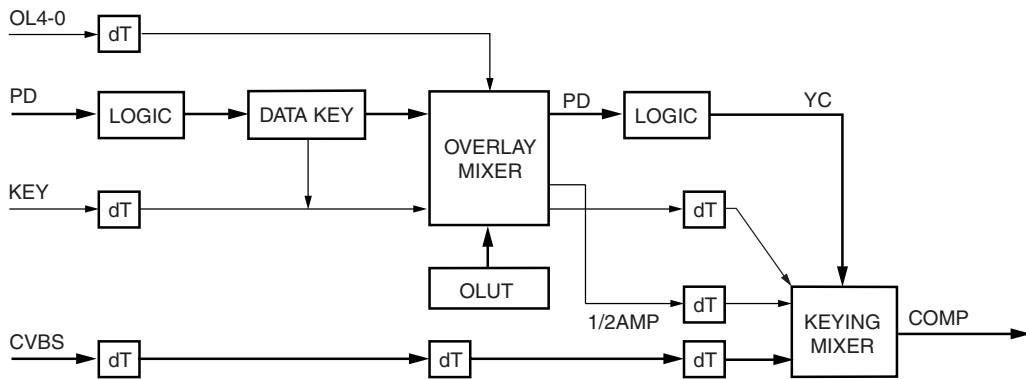 OL4-0
dT
PD
LOGIC
DATA KEY
OVERLAY
MIXER
PD
LOGIC
YC
KEY
dT
dT
OLUT
1/2AMP
dT
KEYING
MIXER
COMP
CVBS
dT
dT
dT